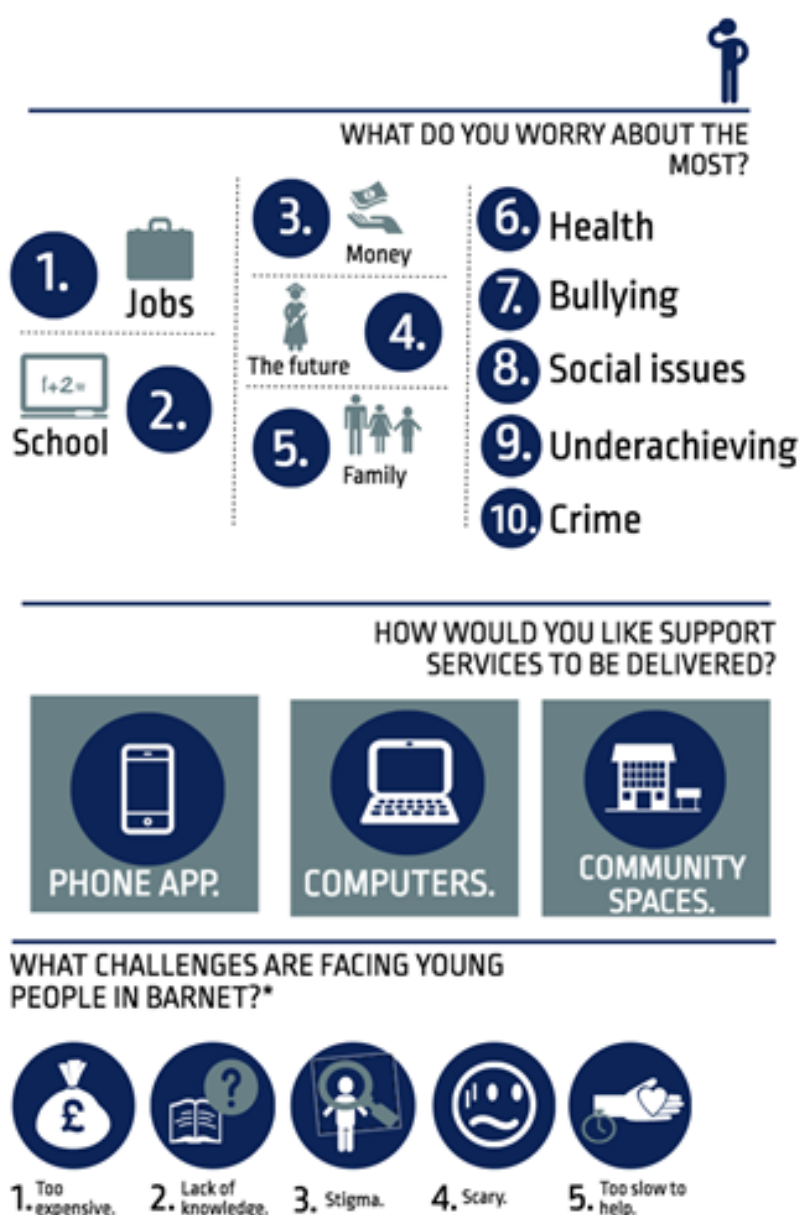 WHAT DO YOU WORRY ABOUT THE
MOST?
1.
Jobs
1+2=
School
2.
3.
Money
The future
4.
5.
Family
6. Health
7. Bullying
8. Social issues
9. Underachieving
10. Crime
HOW WOULD YOU LIKE SUPPORT
SERVICES TO BE DELIVERED?
PHONE APP.
COMPUTERS.
COMMUNITY
SPACES.
WHAT CHALLENGES ARE FACING YOUNG
PEOPLE IN BARNET?*
£
?
1. Too
expensive.
2. Lack of
knowledge.
3. Stigma.
4. Scary.
5. Too slow to
help.